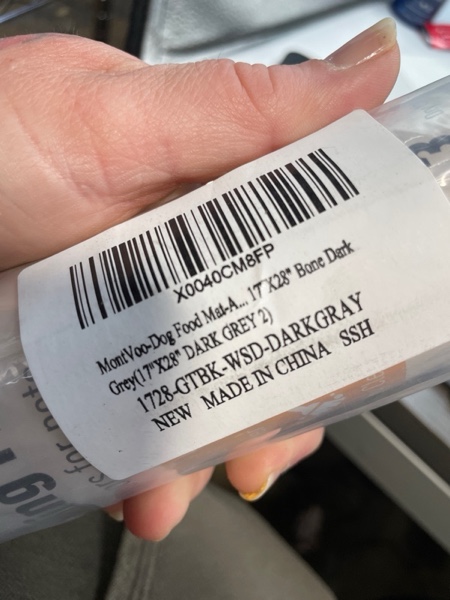 X0040CM8FP
MontVoo-Dog Food Mat-A... 17"X28" Bone Dark
Grey(17"X28" DARK GREY 2)
1728-GTBK-WSD-DARKGRAY
NEW MADE IN CHINA SSH